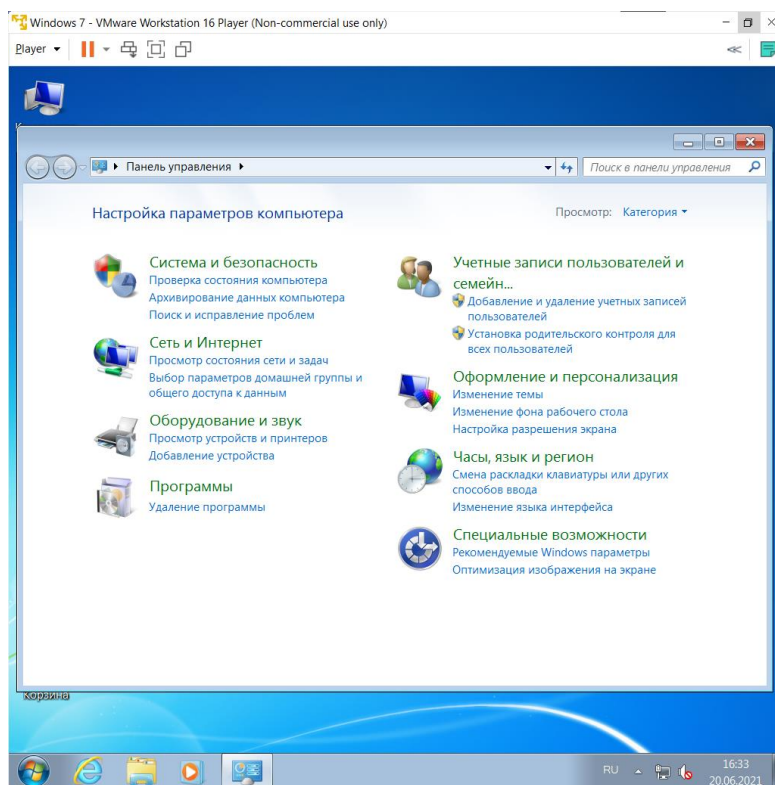 Windows 7 - VMware Workstation 16 Player (Non-commercial use only)
Player
Панель управления
Поиск в панели управления
Настройка параметров компьютера
Просмотр: Категория
Система и безопасность
Проверка состояния компьютера
Архивирование данных компьютера
Поиск и исправление проблем
Сеть и Интернет
Просмотр состояния сети и задач
Выбор параметров домашней группы и
общего доступа к данным
Оборудование и звук
Просмотр устройств и принтеров
Добавление устройства
Программы
Удаление программы
Учетные записи пользователей и
семейн...
Добавление и удаление учетных записей
пользователей
Установка родительского контроля для
всех пользователей
Оформление и персонализация
Изменение темы
Изменение фона рабочего стола
Настройка разрешения экрана
Часы, язык и регион
Смена раскладки клавиатуры или других
способов ввода
Изменение языка интерфейса
Специальные возможности
Рекомендуемые Windows параметры
Оптимизация изображения на экране
Корзина
RU
16:33
20.06.2021